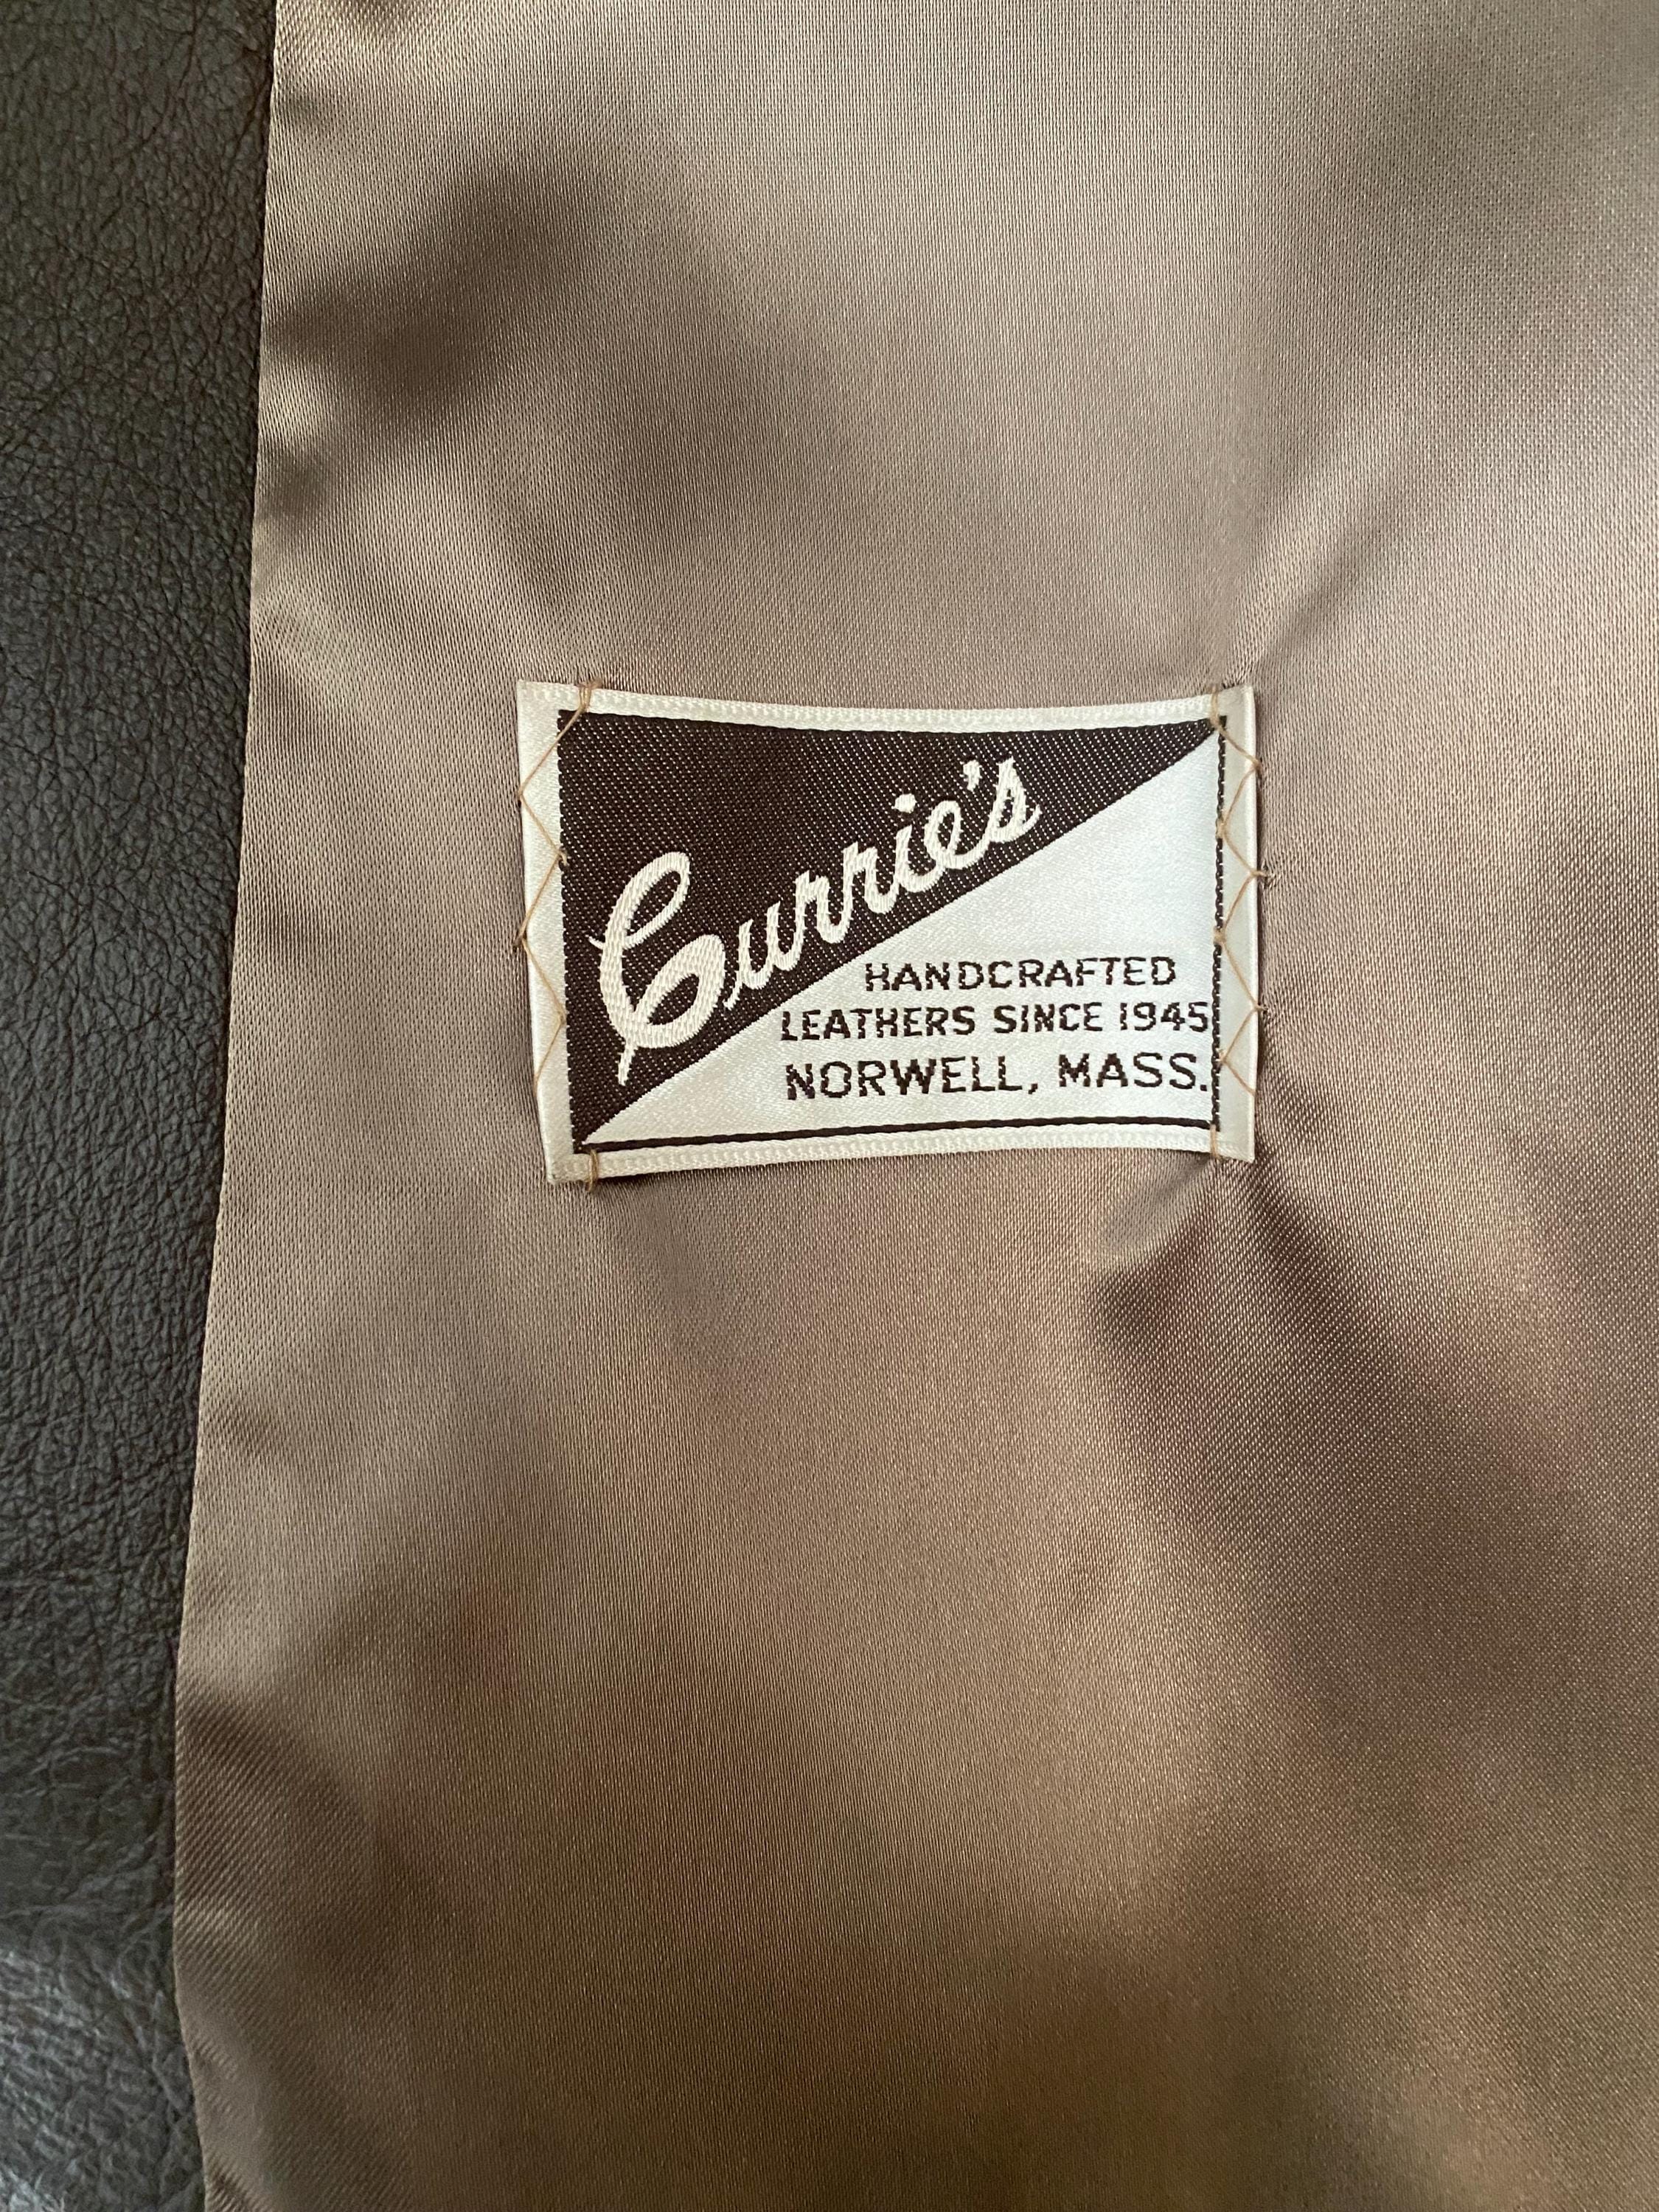 Currie's
HANDCRAFTED
LEATHERS SINCE 1945
NORWELL, MASS.